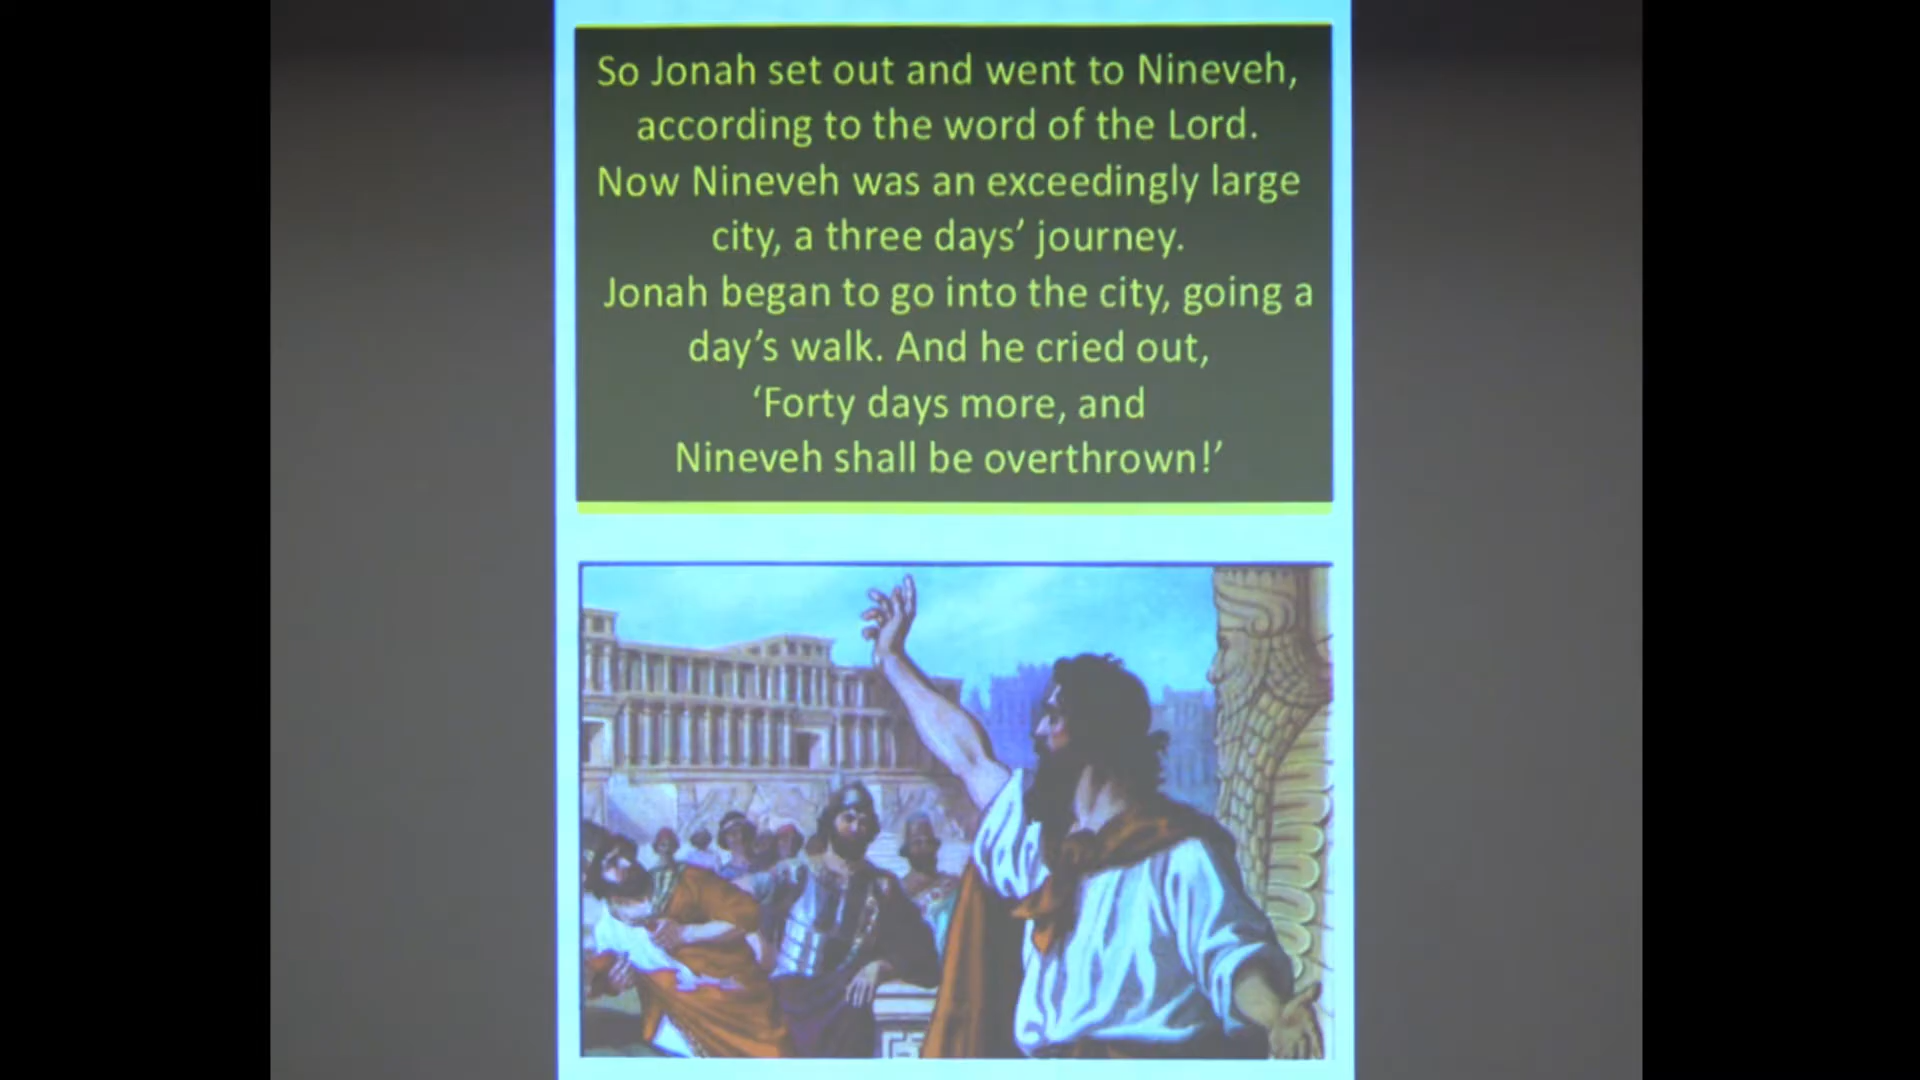 So Jonah set out and went to Nineveh,
according to the word of the Lord.
Now Nineveh was an exceedingly large
city, a three days’ journey.
Jonah began to go into the city, going a
day’s walk. And he cried out,
‘Forty days more, and
Nineveh shall be overthrown!’